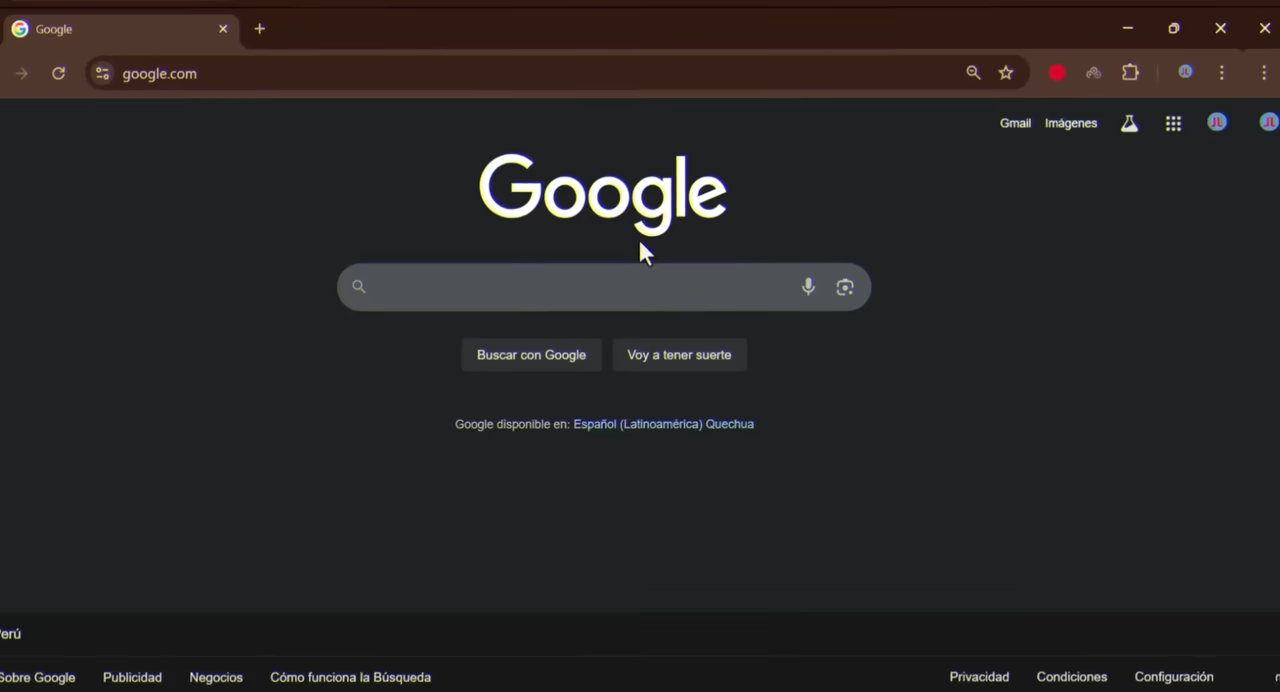 Google
google.com
Gmail Imágenes
Google
Buscar con Google Voy a tener suerte
Google disponible en: Español (Latinoamérica) Quechua
erú
Sobre Google Publicidad Negocios Cómo funciona la Búsqueda
Privacidad Condiciones Configuración